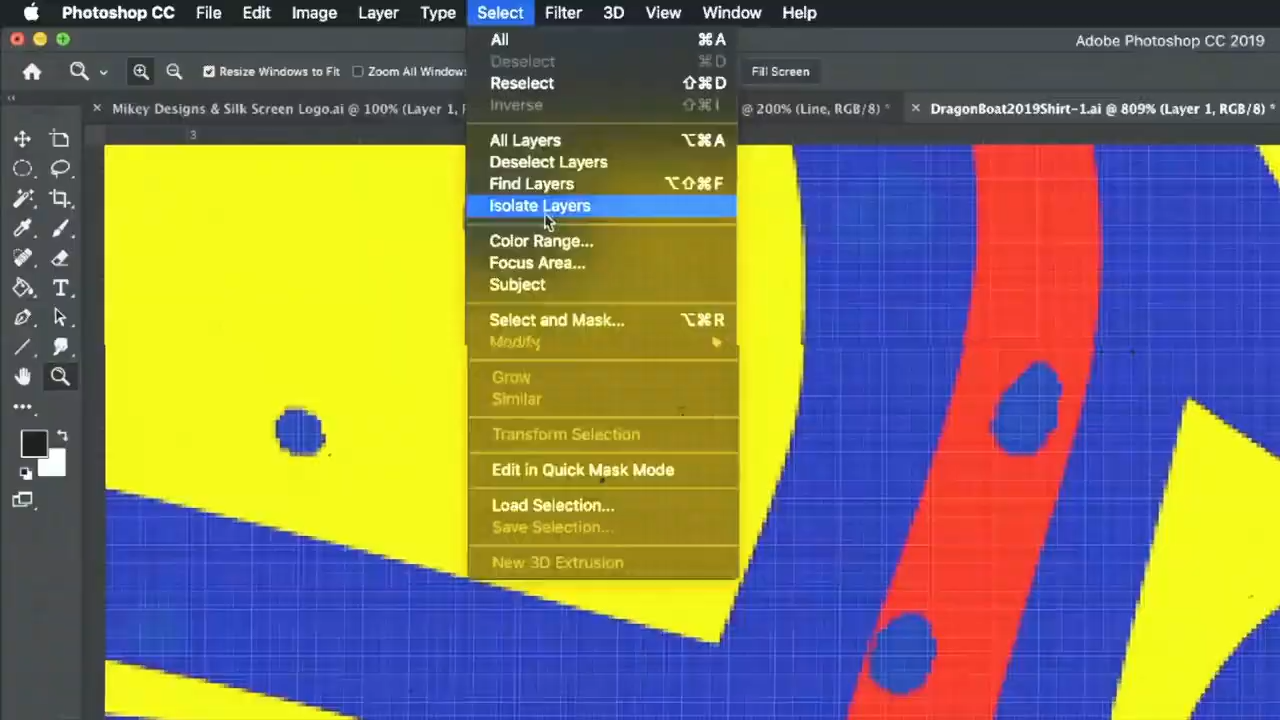 Photoshop CC File Edit Image Layer Type Select Filter 3D View Window Help
Adobe Photoshop CC 2019
Resize Windows to Fit Zoom All Windows Fill Screen
× Mikey Designs & Silk Screen Logo.ai @ 100% (Layer 1, @ 200% (Line, RGB/8) * × DragonBoat2019Shirt-1.ai @ 809% (Layer 1, RGB/8) *
3
All ⌘A
Deselect ⌘D
Reselect ⇧⌘D
Inverse ⇧⌘I
All Layers ⌥⌘A
Deselect Layers
Find Layers ⌥⇧⌘F
Isolate Layers
Color Range...
Focus Area...
Subject
Select and Mask... ⌥⌘R
Modify
Grow
Similar
Transform Selection
Edit in Quick Mask Mode
Load Selection...
Save Selection...
New 3D Extrusion